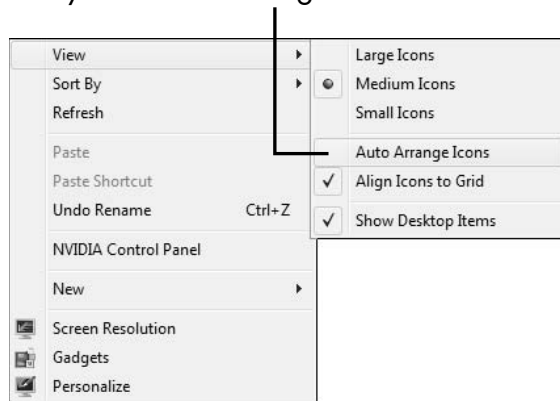 View
Sort By
Refresh
Paste
Paste Shortcut
Undo Rename Ctrl+Z
NVIDIA Control Panel
New
Screen Resolution
Gadgets
Personalize
Large Icons
Medium Icons
Small Icons
Auto Arrange Icons
Align Icons to Grid
Show Desktop Items